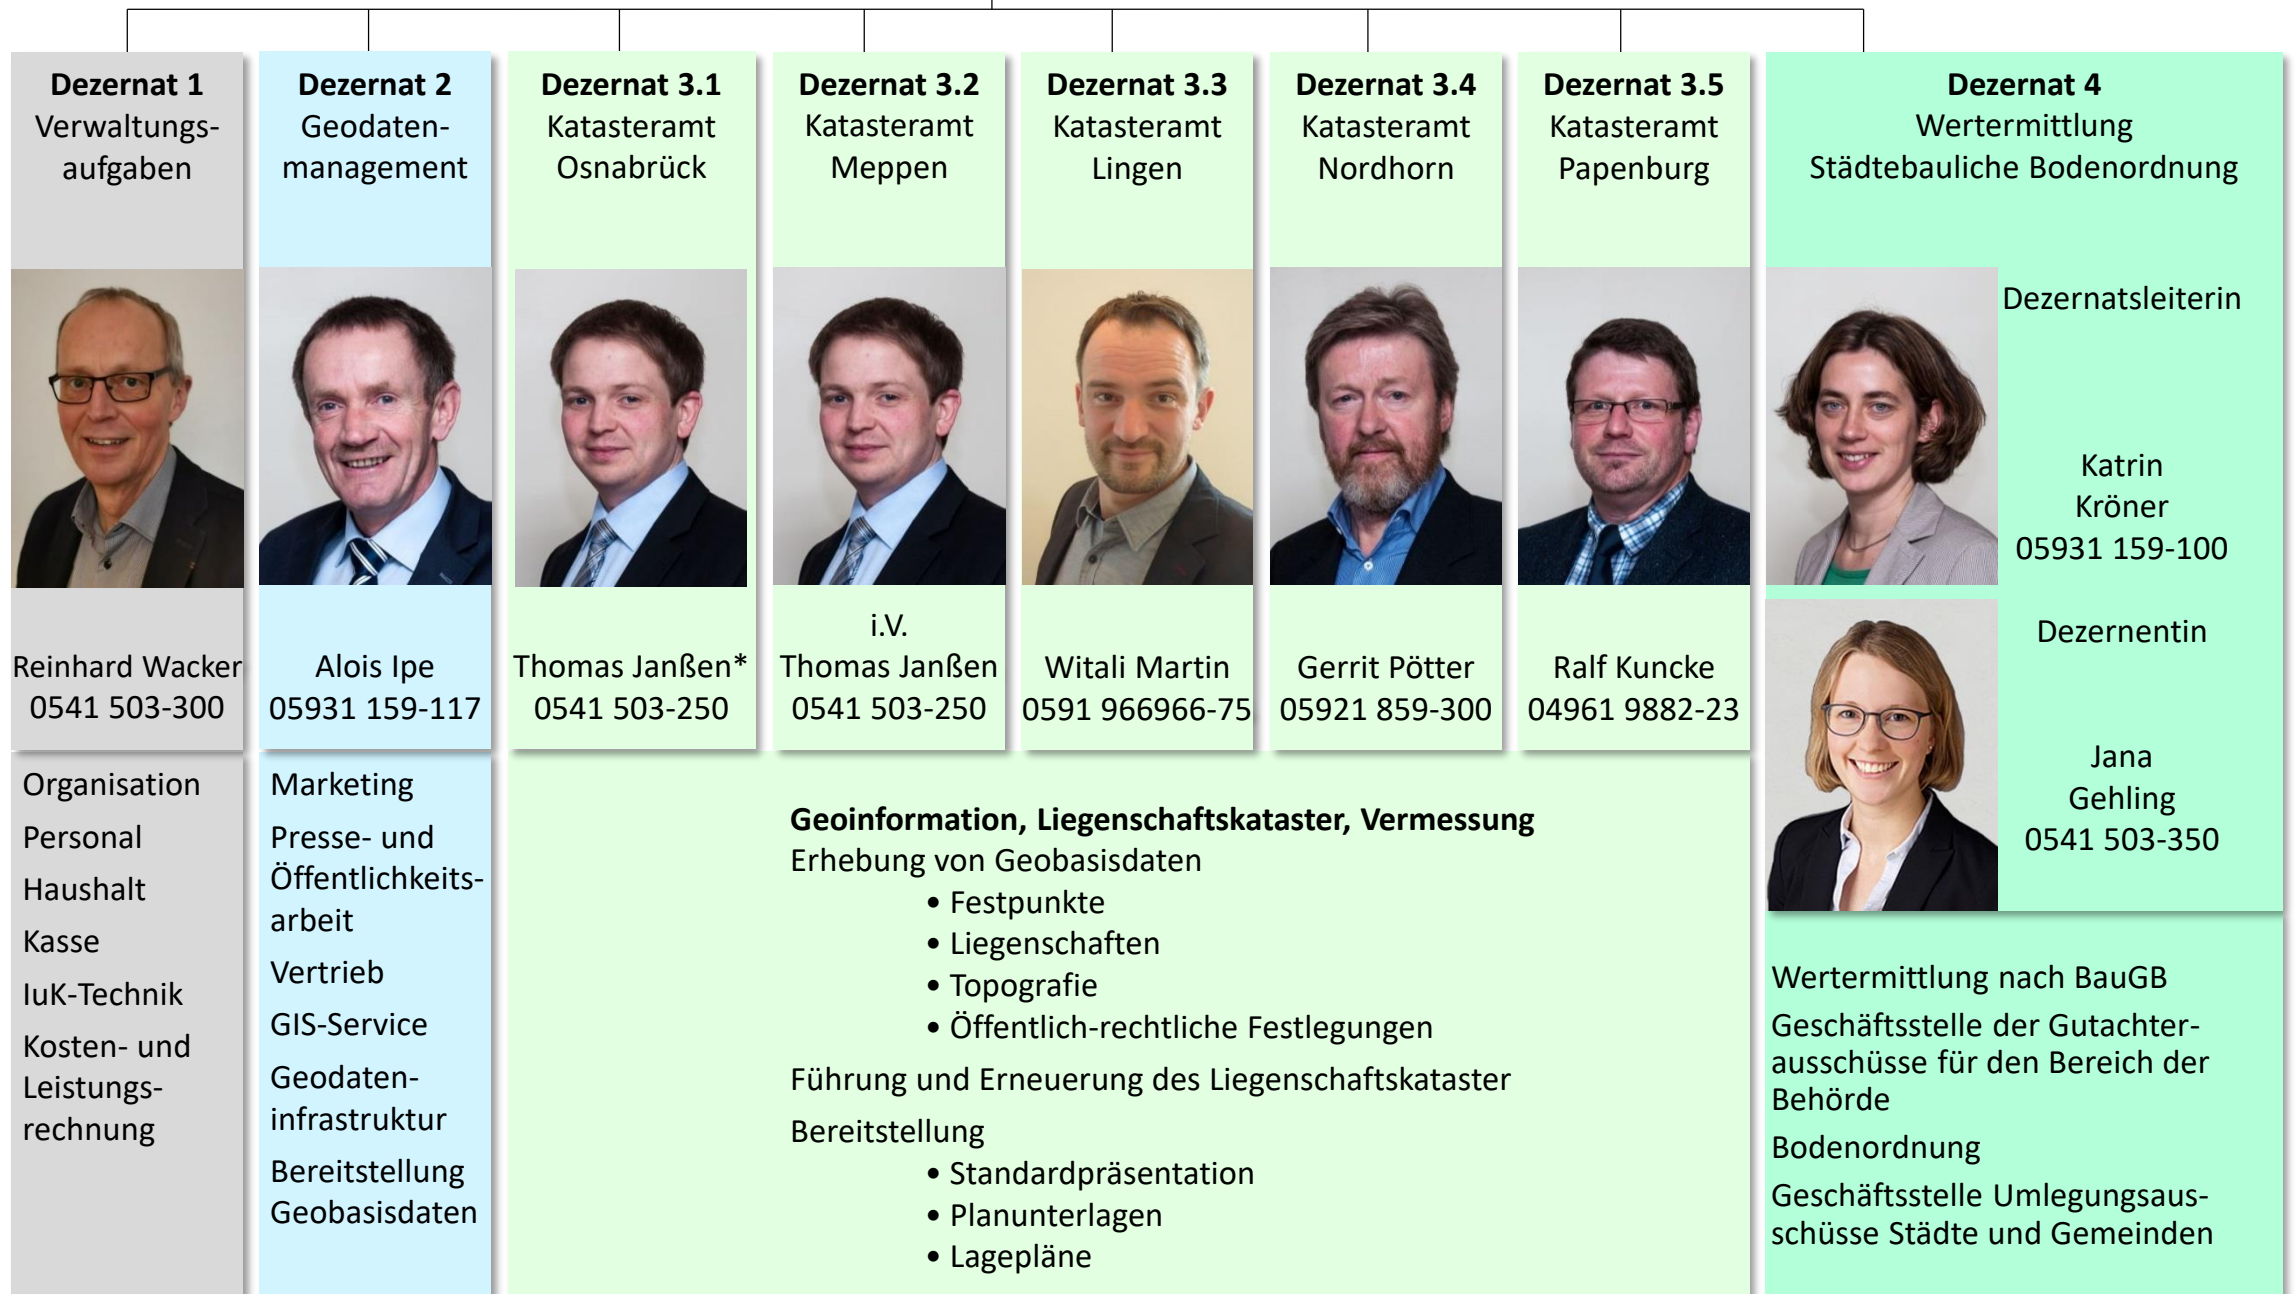 Dezernat 1
Verwaltungs-
aufgaben
Reinhard Wacker
0541 503-300
Organisation
Personal
Haushalt
Kasse
IuK-Technik
Kosten- und
Leistungs-
rechnung
Dezernat 2
Geodaten-
management
Alois Ipe
05931 159-117
Marketing
Presse- und
Öffentlichkeits-
arbeit
Vertrieb
GIS-Service
Geodaten-
infrastruktur
Bereitstellung
Geobasisdaten
Dezernat 3.1
Katasteramt
Osnabrück
Thomas Janßen*
0541 503-250
Dezernat 3.2
Katasteramt
Meppen
i.V.
Thomas Janßen
0541 503-250
Dezernat 3.3
Katasteramt
Lingen
Witali Martin
0591 966966-75
Dezernat 3.4
Katasteramt
Nordhorn
Gerrit Pötter
05921 859-300
Dezernat 3.5
Katasteramt
Papenburg
Ralf Kuncke
04961 9882-23
Geoinformation, Liegenschaftskataster, Vermessung
Erhebung von Geobasisdaten
• Festpunkte
• Liegenschaften
• Topografie
• Öffentlich-rechtliche Festlegungen
Führung und Erneuerung des Liegenschaftskataster
Bereitstellung
• Standardpräsentation
• Planunterlagen
• Lagepläne
Dezernat 4
Wertermittlung
Städtebauliche Bodenordnung
Dezernatsleiterin
Katrin
Kröner
05931 159-100
Dezernentin
Jana
Gehling
0541 503-350
Wertermittlung nach BauGB
Geschäftsstelle der Gutachter-
ausschüsse für den Bereich der
Behörde
Bodenordnung
Geschäftsstelle Umlegungsaus-
schüsse Städte und Gemeinden